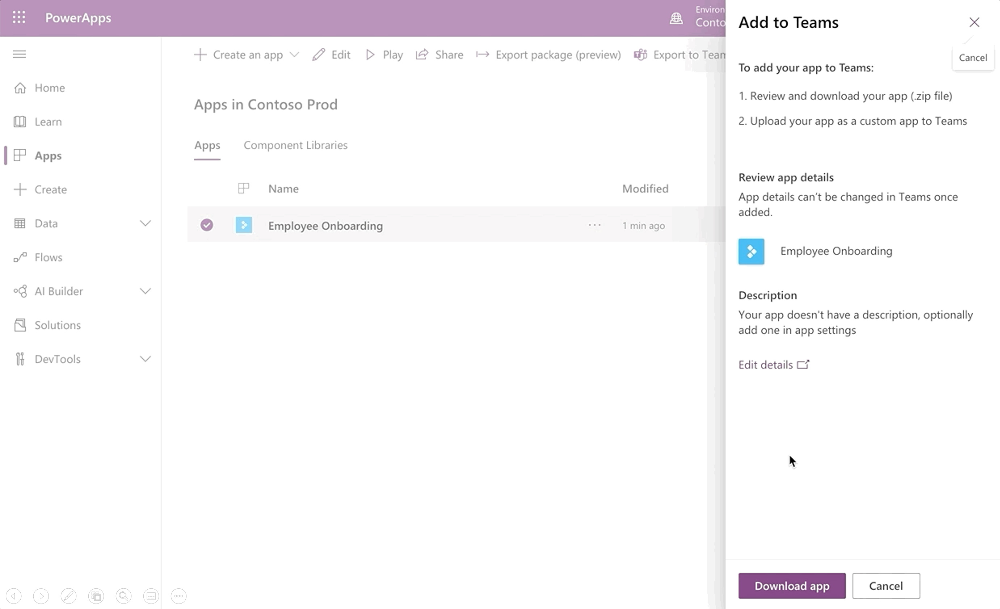 PowerApps
Environ
Conto
Create an app
Edit
Play
Share
Export package (preview)
Export to Team
Home
Learn
Apps
Create
Data
Flows
AI Builder
Solutions
DevTools
Apps in Contoso Prod
Apps
Component Libraries
Name
Modified
Employee Onboarding
1 min ago
Add to Teams
Cancel
To add your app to Teams:
1. Review and download your app (.zip file)
2. Upload your app as a custom app to Teams
Review app details
App details can’t be changed in Teams once
added.
Employee Onboarding
Description
Your app doesn't have a description, optionally
add one in app settings
Edit details
Download app
Cancel